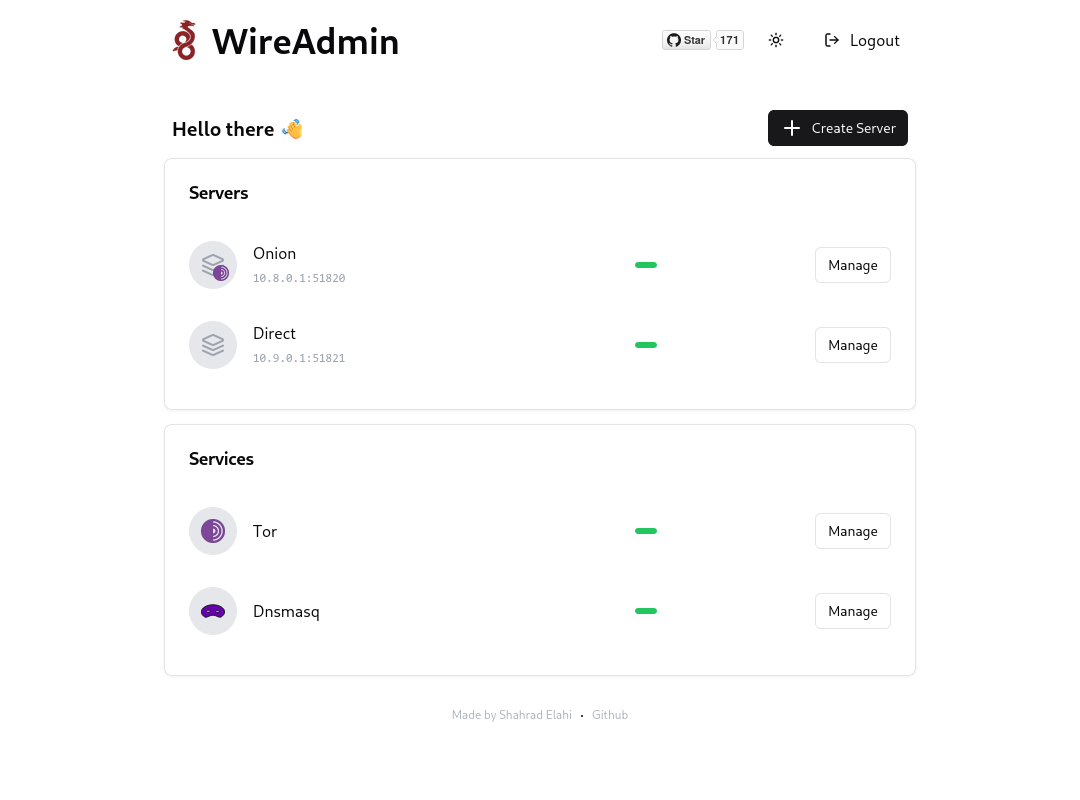 WireAdmin
Star 171
Logout
Hello there 👋
Create Server
Servers
Onion
10.8.0.1:51820
Manage
Direct
10.9.0.1:51821
Manage
Services
Tor
Manage
Dnsmasq
Manage
Made by Shahrad Elahi • Github